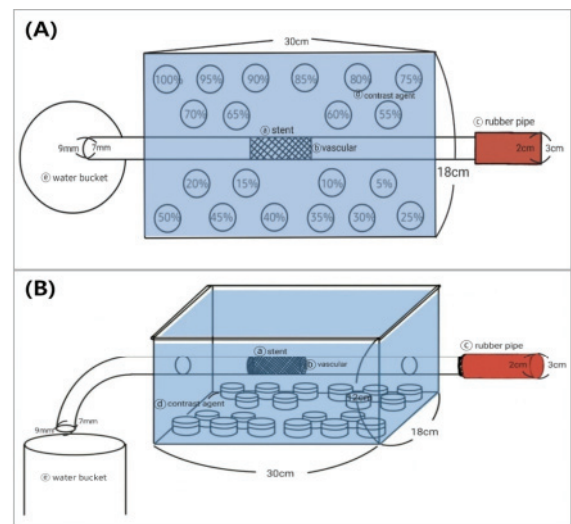 (A)
30cm
100% 95% 90% 85% 80% 75%
ⓓ contrast agent
70% 65% 60% 55%
ⓐ stent
ⓑ vascular
ⓒ rubber pipe
9mm 7mm
2cm 3cm
18cm
ⓔ water bucket
20% 15% 10% 5%
50% 45% 40% 35% 30% 25%
(B)
ⓐ stent
ⓑ vascular
ⓒ rubber pipe
2cm 3cm
ⓓ contrast agent
12cm
9mm 7mm
18cm
30cm
ⓔ water bucket